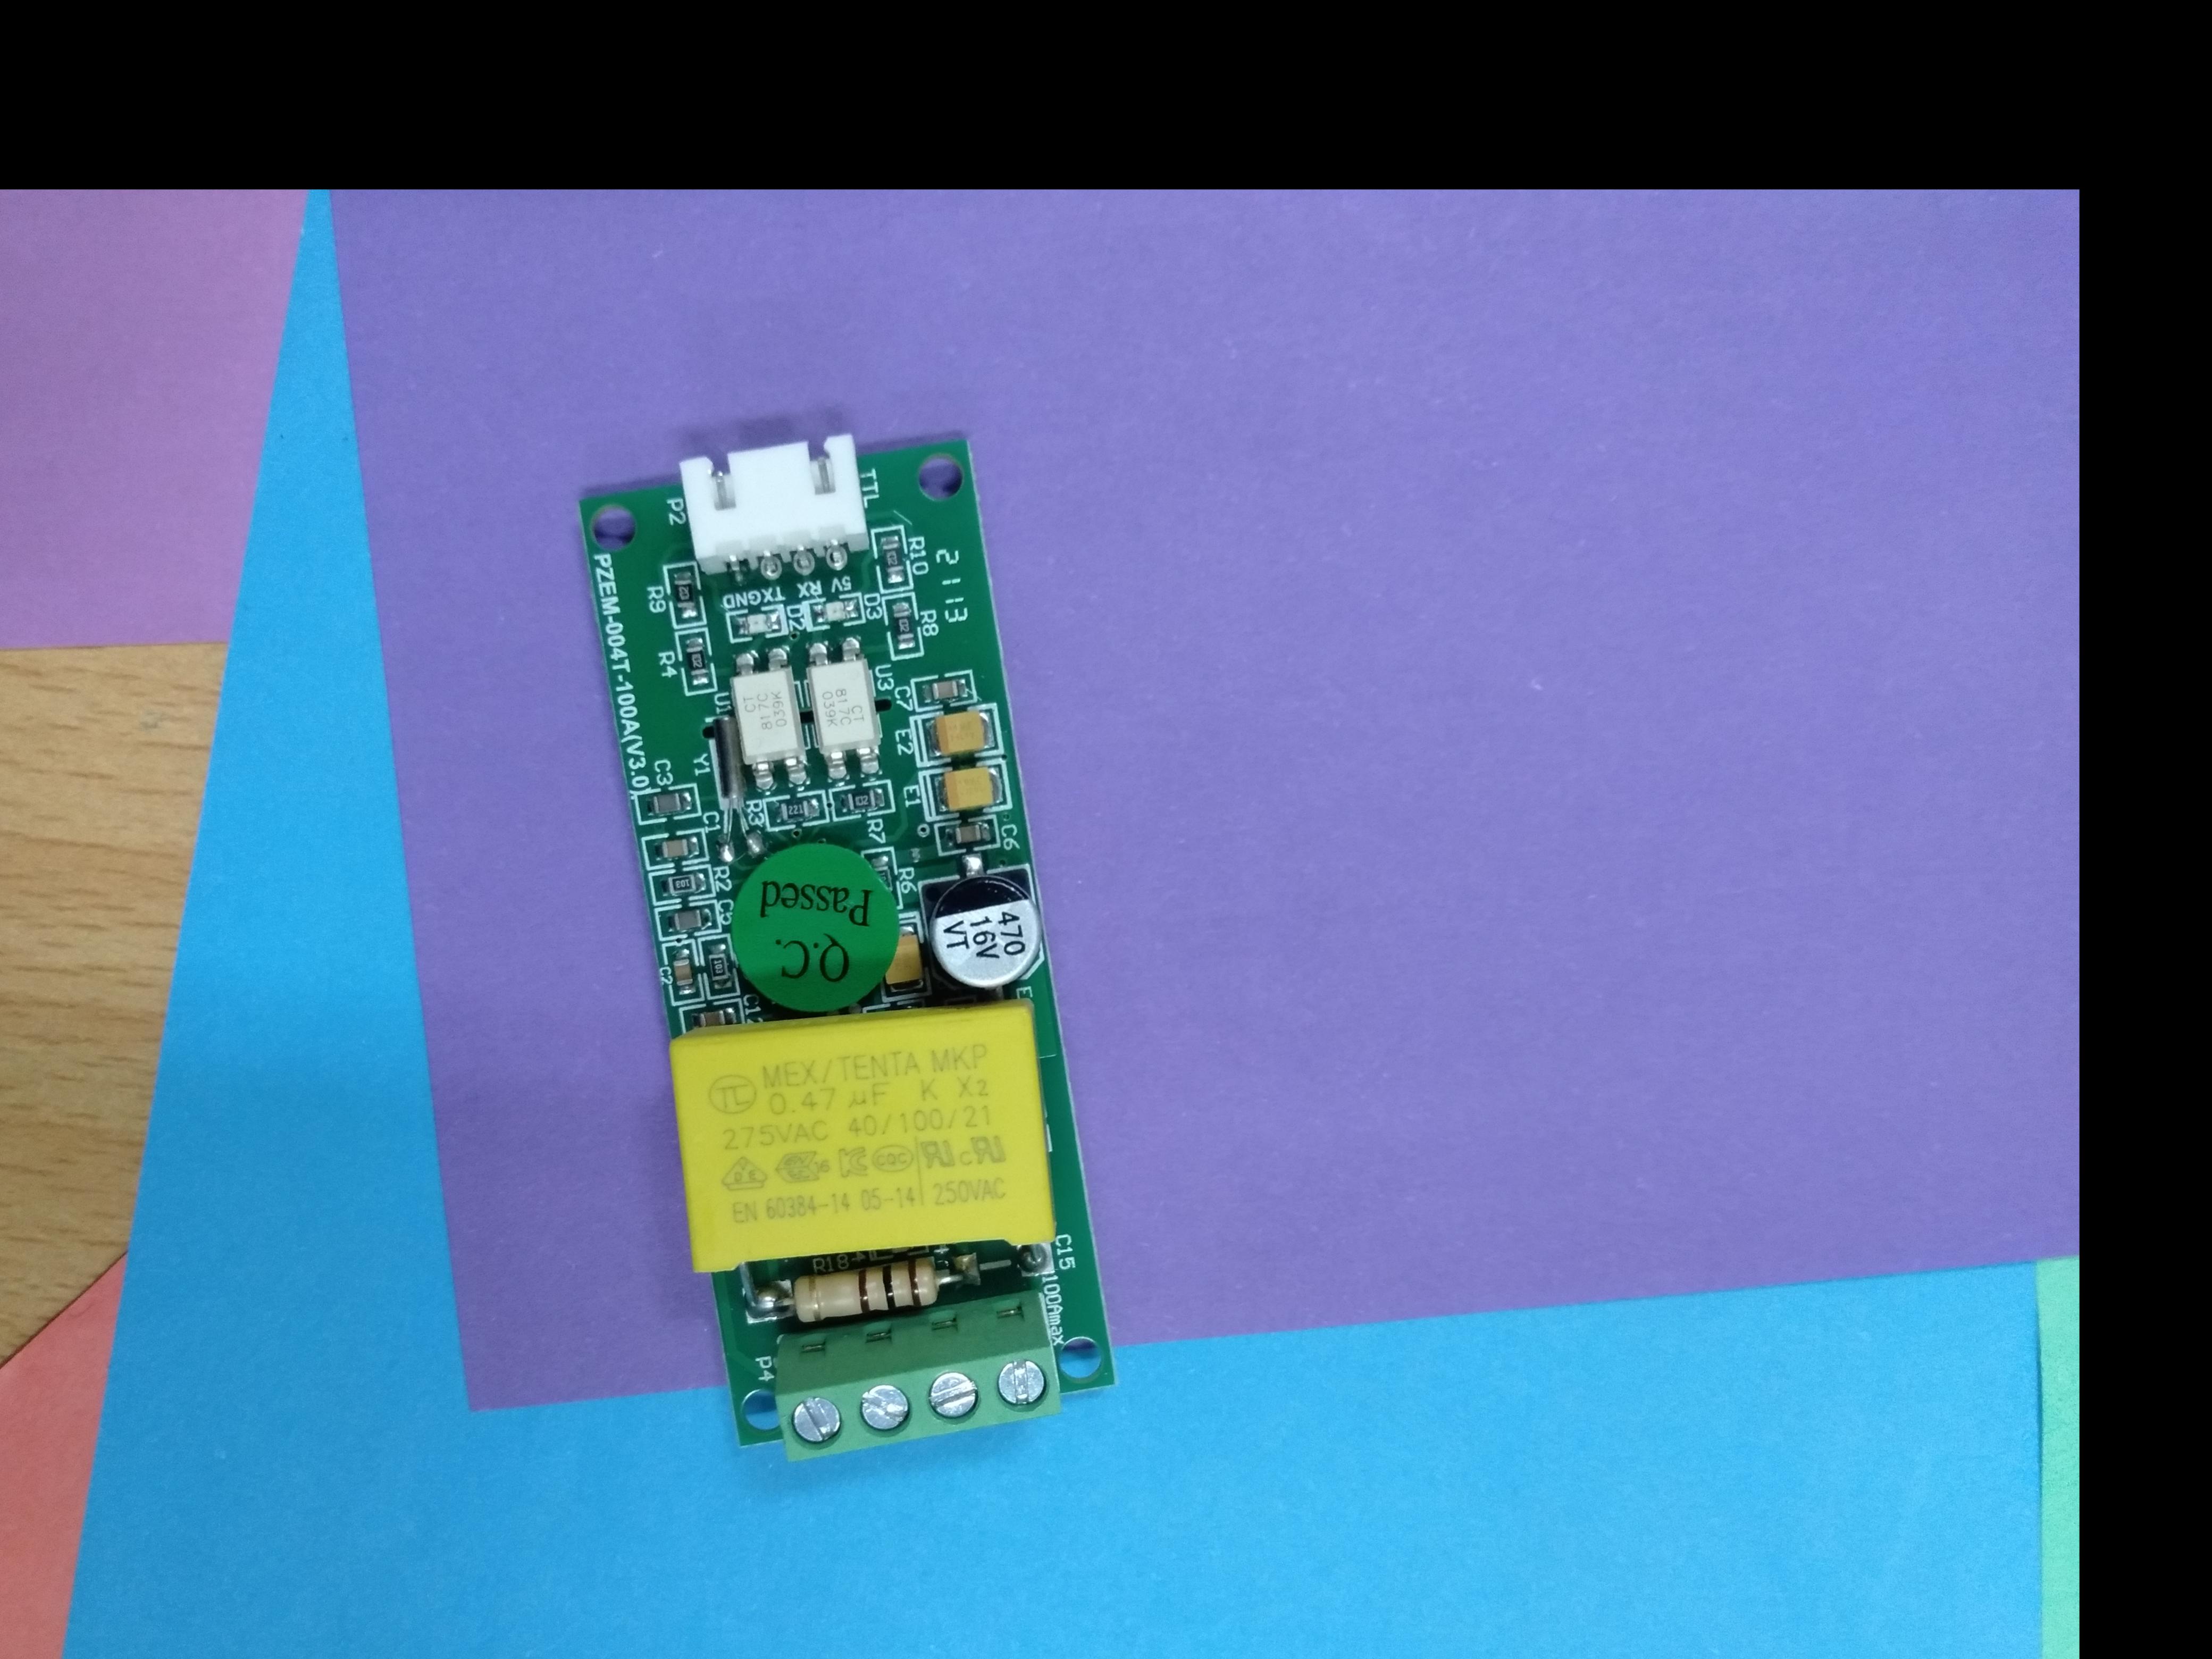 P2
TTL
PZEM-004T-100A(V3.0)
R9
R4
R10
R8
2113
5V
RX
TX
GND
D2
D3
CT
817C
039K
CT
817C
039K
U1
U3
C7
E2
E1
C6
Y1
C3
C1
R3
221
R7
R2
103
C5
R6
C2
103
Q.C.
Passed
470
16V
VT
MEX/TENTA MKP
0.47 µF K X2
275VAC 40/100/21
EN 60384-14 05-14 250VAC
R18
C15
100Amax
P4